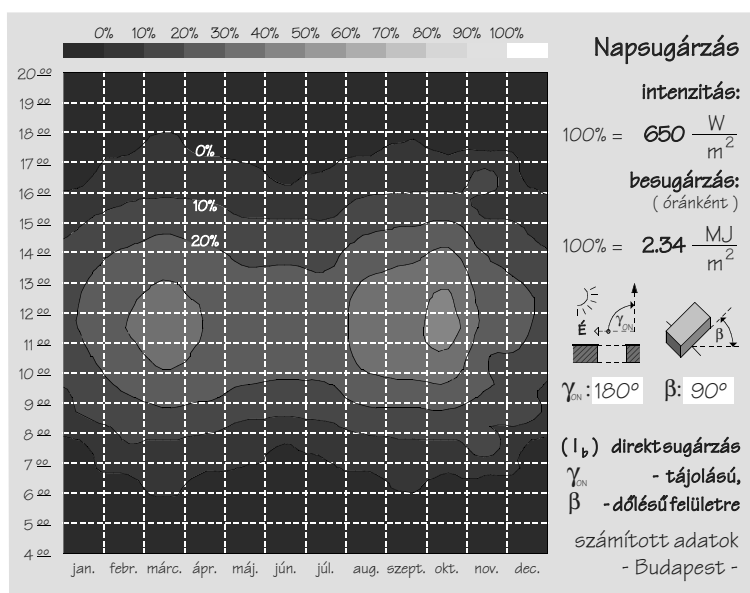 0% 10% 20% 30% 40% 50% 60% 70% 80% 90% 100%
Napsugárzás
intenzitás:
100% = 650 W/m²
besugárzás:
( óránként )
100% = 2.34 MJ/m²
20 00
19 00
18 00
17 00
16 00
15 00
14 00
13 00
12 00
11 00
10 00
9 00
8 00
7 00
6 00
5 00
4 00
0%
10%
20%
jan. febr. márc. ápr. máj. jún. júl. aug. szept. okt. nov. dec.
É γON β
γON : 180° β: 90°
( I b ) direktsugárzás
γON - tájolású,
β - dőlésű felületre
számított adatok
- Budapest -